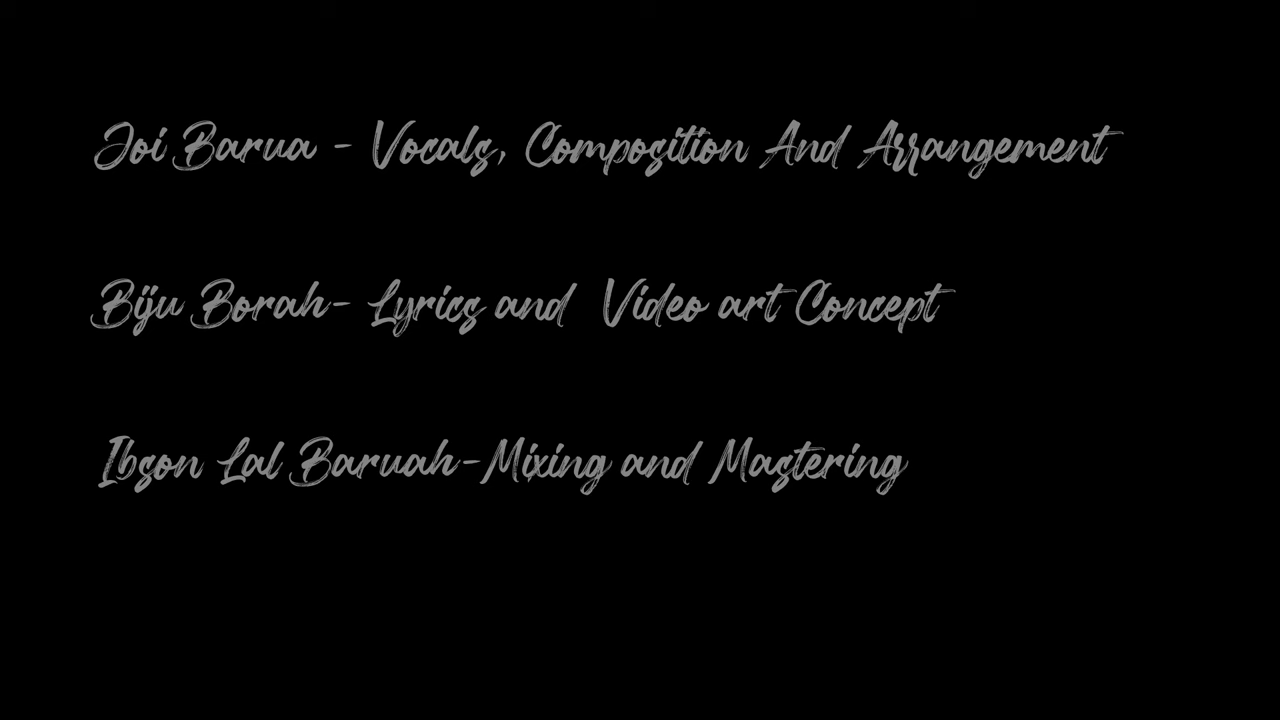 Joi Barua - Vocals, Composition And Arrangement
Biju Borah- Lyrics and  Video art Concept
Ibson Lal Baruah-Mixing and Mastering